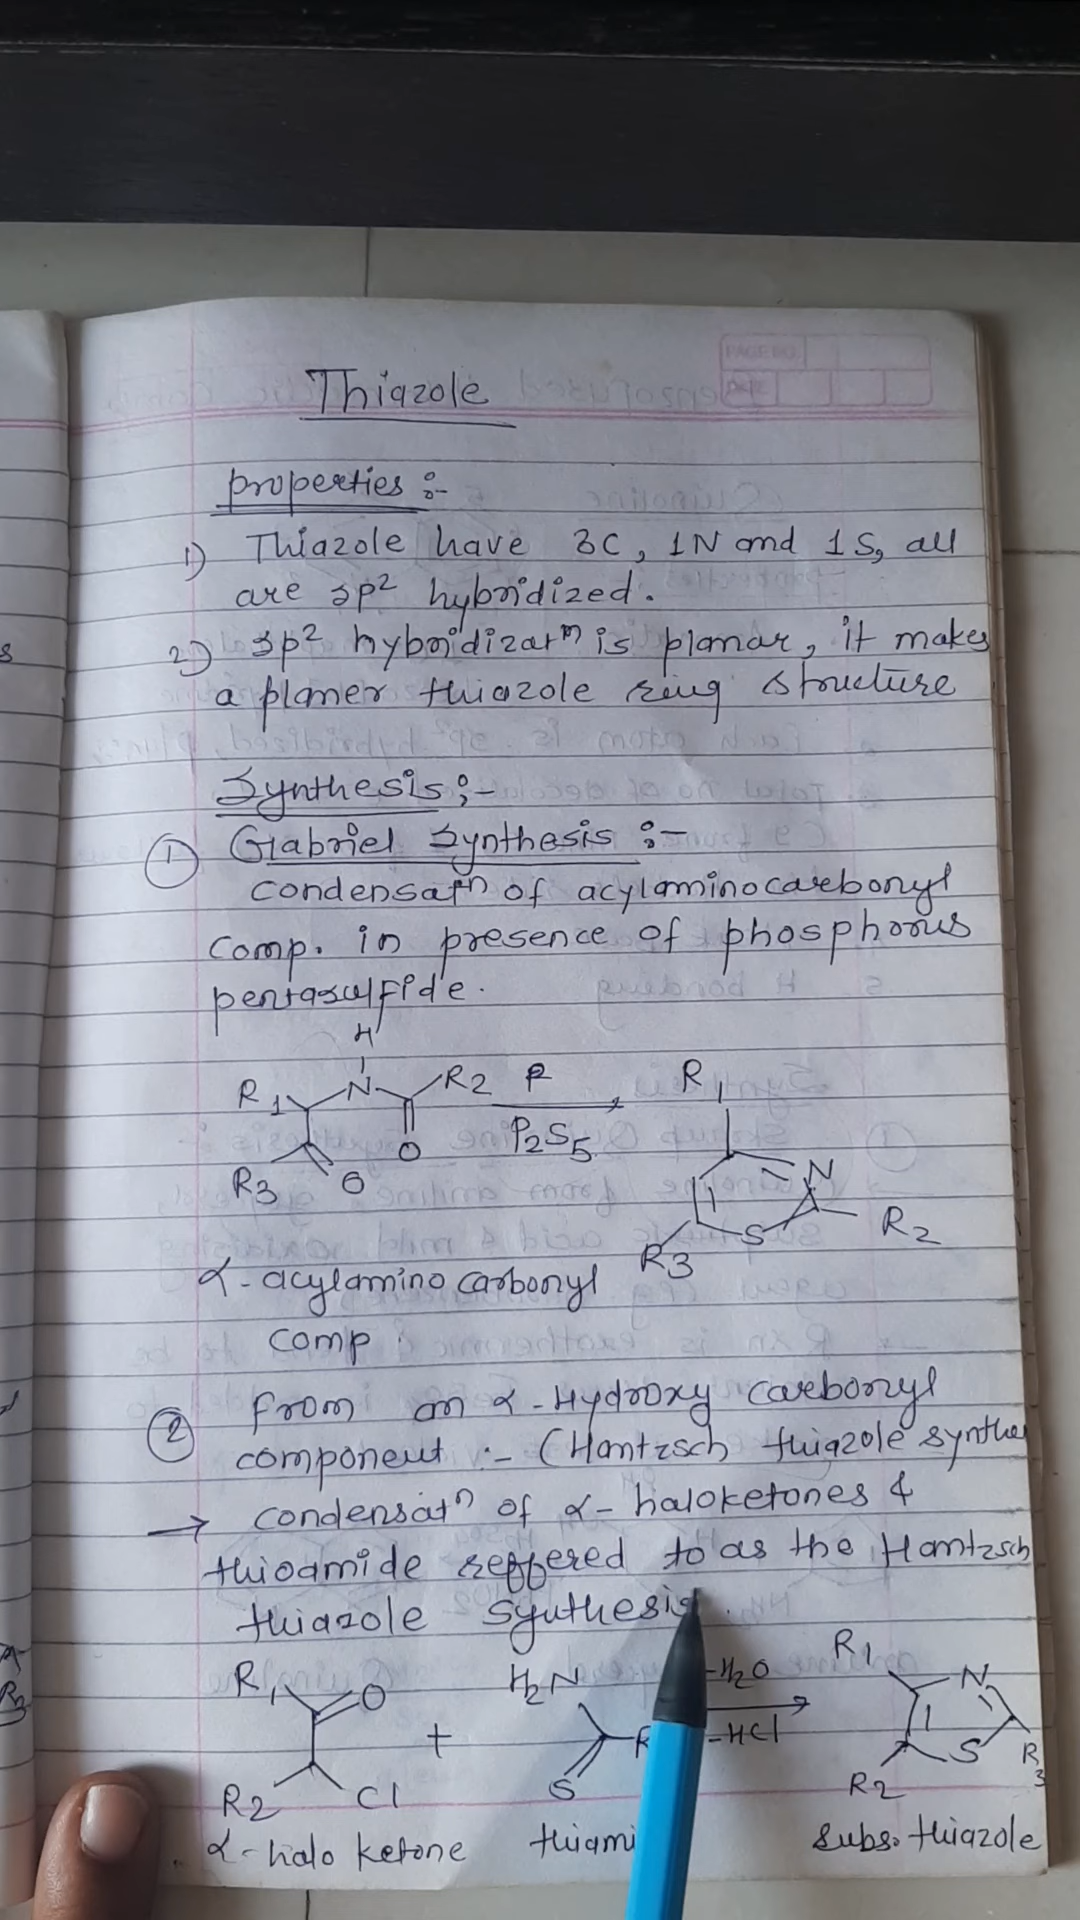 PAGE NO.
DATE
Thiazole
properties :-
1) Thiazole have 3C, 1N and 1S, all
are sp² hybridized.
2) sp² hybridizatⁿ is planar, it makes
a planer thiazole ring structure
Synthesis :-
① Gabriel Synthesis :-
condensatⁿ of acylaminocarbonyl
comp. in presence of phosphorus
pentasulfide.
H
R1 N R2 R1
P2S5 N
R3 O O S R2
R3
α-acylamino carbonyl
comp.
② from an α-Hydroxy carbonyl
component :- (Hantzsch thiazole synthe
→ condensatⁿ of α-haloketones &
thioamide reffered to as the Hantzsch
thiazole synthesis.
R1 O H2N -H2O R1 N
+ -HCl
R2 Cl S R2 S R3
α-halo ketone thiami subs. thiazole